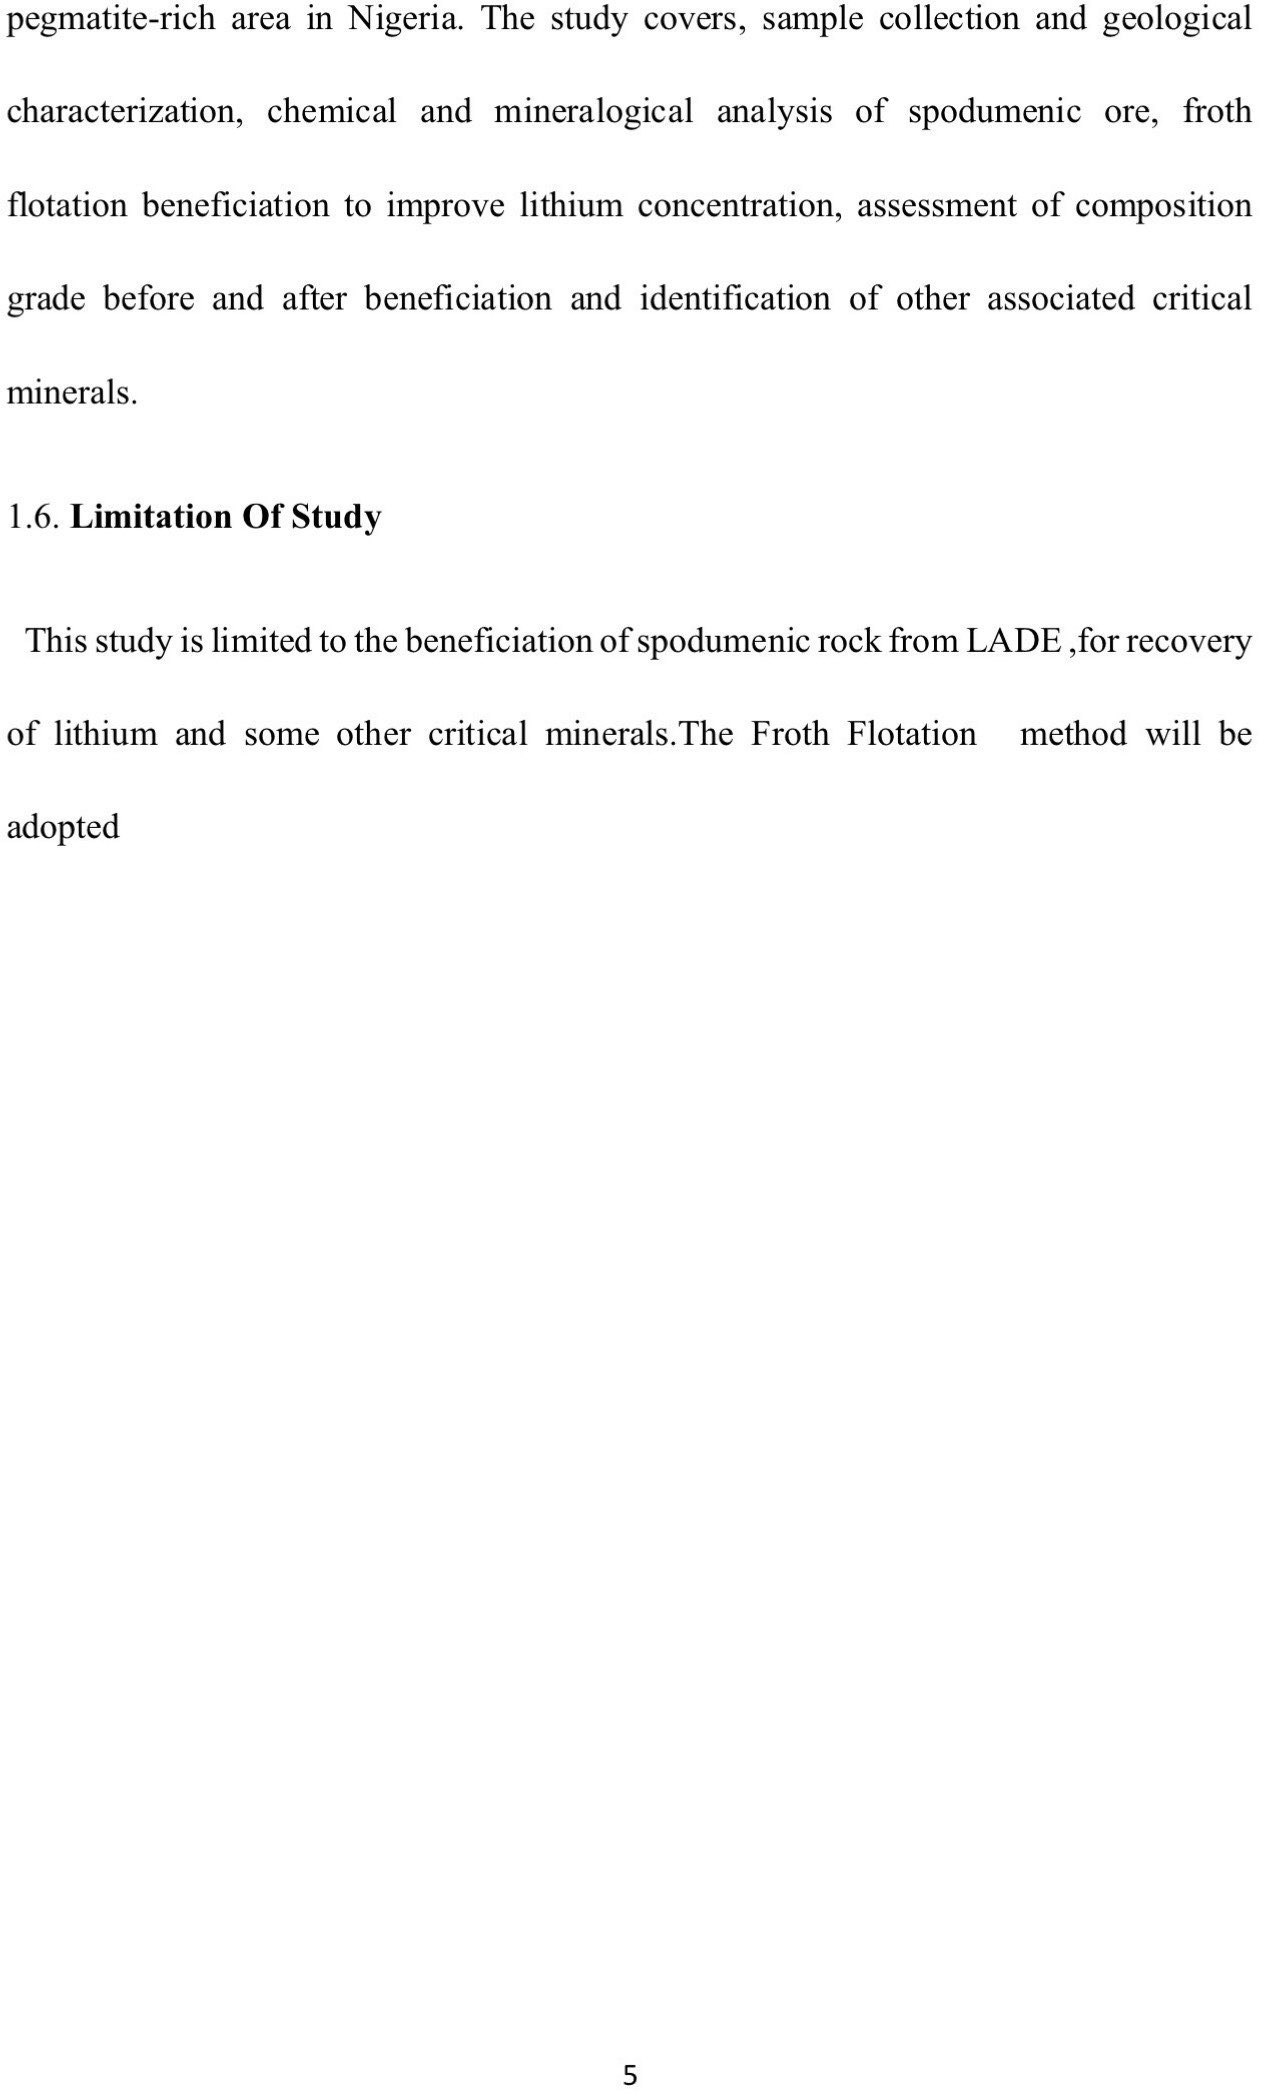 pegmatite-rich area in Nigeria. The study covers, sample collection and geological
characterization, chemical and mineralogical analysis of spodumenic ore, froth
flotation beneficiation to improve lithium concentration, assessment of composition
grade before and after beneficiation and identification of other associated critical
minerals.
1.6. Limitation Of Study
This study is limited to the beneficiation of spodumenic rock from LADE ,for recovery
of lithium and some other critical minerals.The Froth Flotation method will be
adopted
5